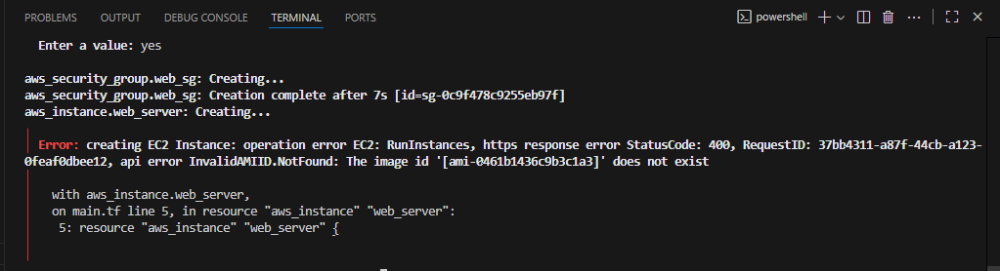 PROBLEMS OUTPUT DEBUG CONSOLE TERMINAL PORTS powershell
Enter a value: yes
aws_security_group.web_sg: Creating...
aws_security_group.web_sg: Creation complete after 7s [id=sg-0c9f478c9255eb97f]
aws_instance.web_server: Creating...
Error: creating EC2 Instance: operation error EC2: RunInstances, https response error StatusCode: 400, RequestID: 37bb4311-a87f-44cb-a123-
0feaf0dbee12, api error InvalidAMIID.NotFound: The image id '[ami-0461b1436c9b3c1a3]' does not exist
with aws_instance.web_server,
on main.tf line 5, in resource "aws_instance" "web_server":
5: resource "aws_instance" "web_server" {